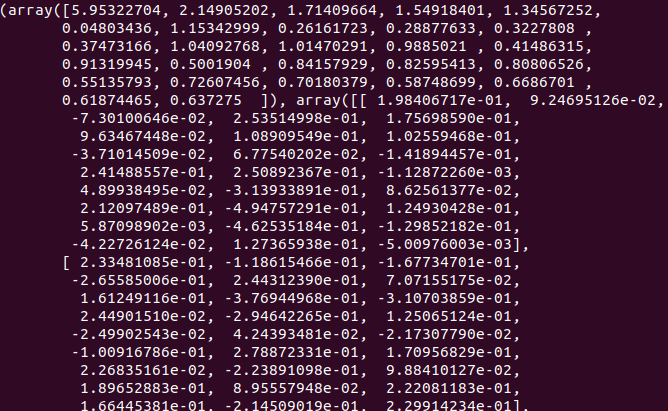 (array([5.95322704, 2.14905202, 1.71409664, 1.54918401, 1.34567252,
0.04803436, 1.15342999, 0.26161723, 0.28877633, 0.3227808 ,
0.37473166, 1.04092768, 1.01470291, 0.9885021 , 0.41486315,
0.91319945, 0.5001904 , 0.84157929, 0.82595413, 0.80806526,
0.55135793, 0.72607456, 0.70180379, 0.58748699, 0.6686701 ,
0.61874465, 0.637275  ]), array([[ 1.98406717e-01,  9.24695126e-02,
-7.30100646e-02,  2.53514998e-01,  1.75698590e-01,
9.63467448e-02,  1.08909549e-01,  1.02559468e-01,
-3.71014509e-02,  6.77540202e-02, -1.41894457e-01,
2.41488557e-01,  2.50892367e-01, -1.12872260e-03,
4.89938495e-02, -3.13933891e-01,  8.62561377e-02,
2.12097489e-01, -4.94757291e-01,  1.24930428e-01,
5.87098902e-03, -4.62535184e-01, -1.29852182e-01,
-4.22726124e-02,  1.27365938e-01, -5.00976003e-03],
[ 2.33481085e-01, -1.18615466e-01, -1.67734701e-01,
-2.65585006e-02,  2.44312390e-01,  7.07155175e-02,
1.61249116e-01, -3.76944968e-01, -3.10703859e-01,
2.44901510e-02, -2.94642265e-01,  1.25065124e-01,
-2.49902543e-02,  4.24393481e-02, -2.17307790e-02,
-1.00916786e-01,  2.78872331e-01,  1.70956829e-01,
2.26835161e-02, -2.23891098e-01,  9.88410127e-02,
1.89652883e-01,  8.95557948e-02,  2.22081183e-01,
1.66445381e-01, -2.14509019e-01,  2.29914234e-01],